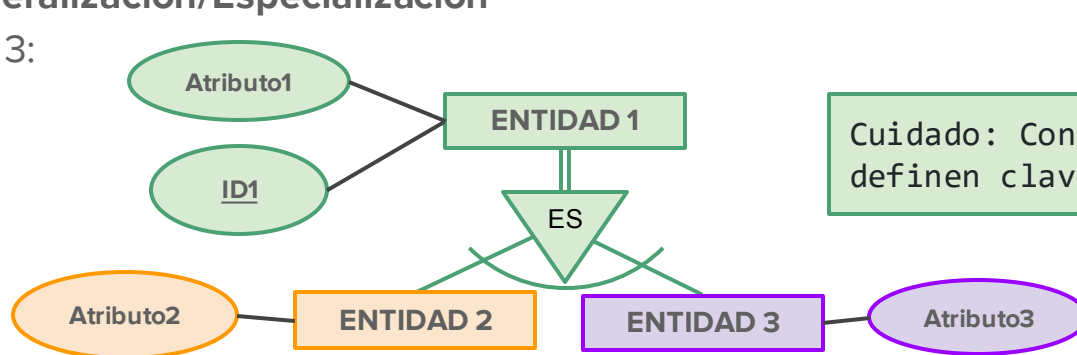 3:
Atributo1
ENTIDAD 1
Cuidado: Con
definen clav
ID1
ES
Atributo2
ENTIDAD 2
ENTIDAD 3
Atributo3